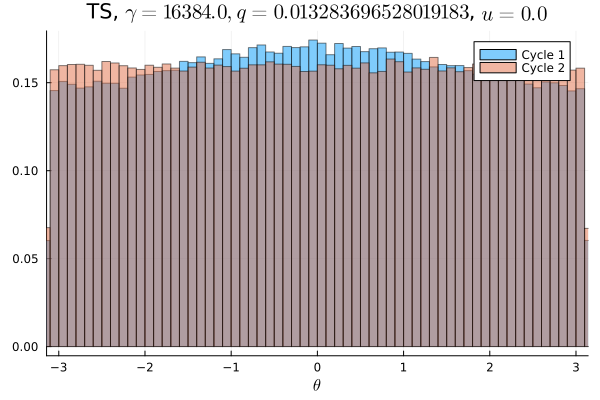 TS, γ = 16384.0, q = 0.013283696528019183, u = 0.0
Cycle 1
Cycle 2
0.15
0.10
0.05
0.00
−3 −2 −1 0 1 2 3
θ